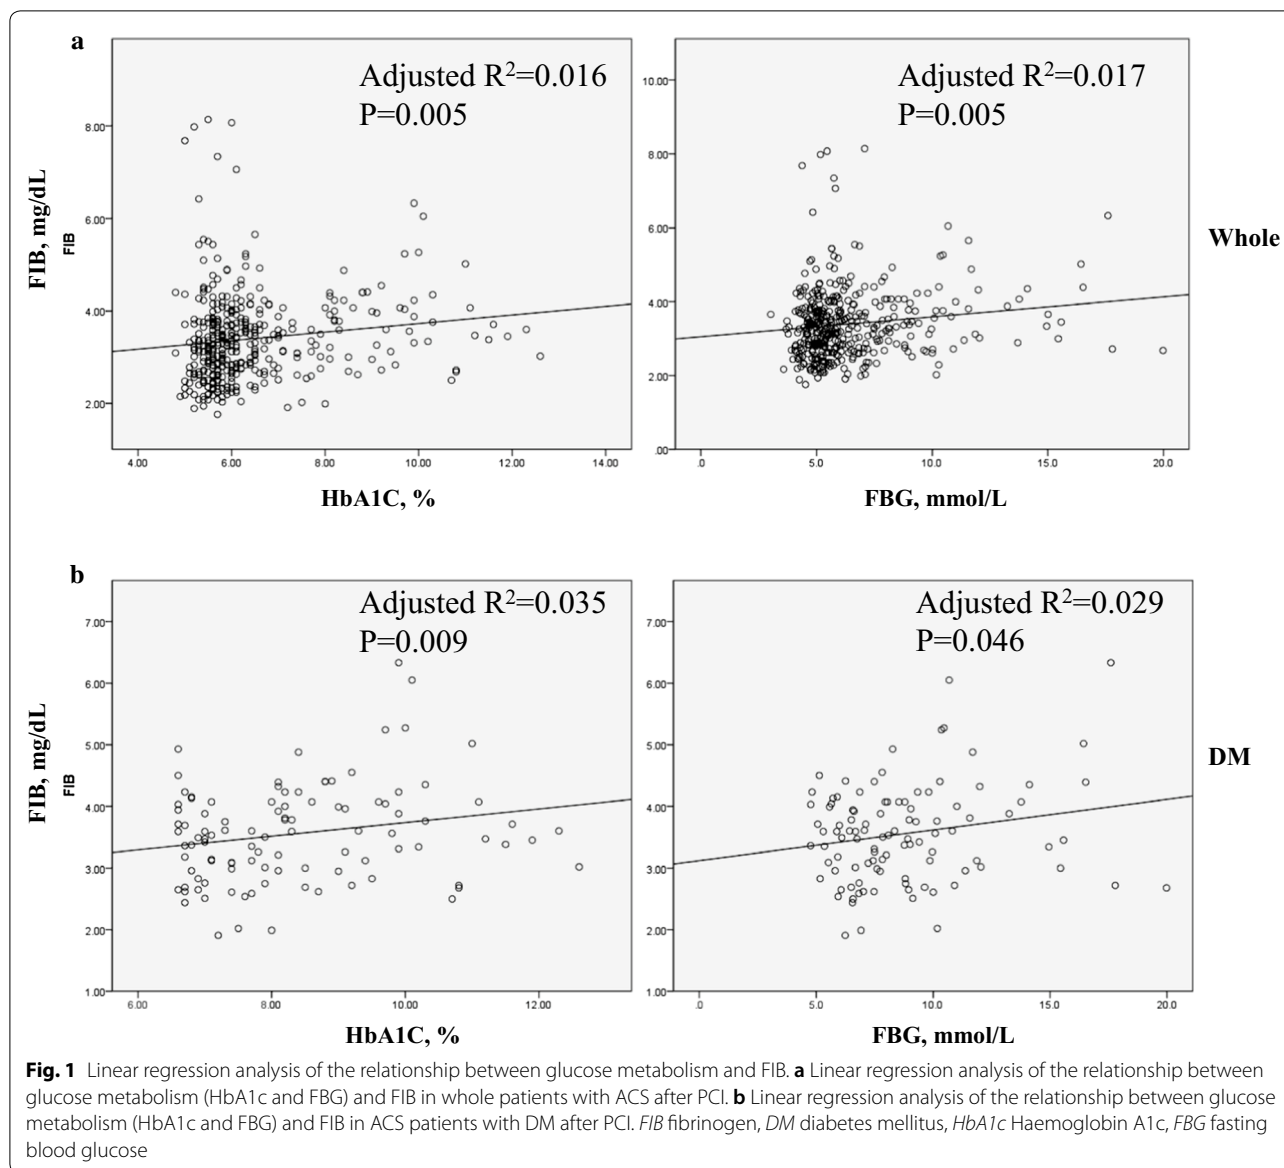 a
Adjusted R²=0.016
P=0.005
8.00
6.00
4.00
2.00
4.00 6.00 8.00 10.00 12.00 14.00
FIB, mg/dL
FIB
HbA1C, %
Adjusted R²=0.017
P=0.005
10.00
8.00
6.00
4.00
2.00
.00
.0 5.0 10.0 15.0 20.0
FBG, mmol/L
Whole
b
Adjusted R²=0.035
P=0.009
7.00
6.00
5.00
4.00
3.00
2.00
1.00
6.00 8.00 10.00 12.00
FIB, mg/dL
FIB
HbA1C, %
Adjusted R²=0.029
P=0.046
7.00
6.00
5.00
4.00
3.00
2.00
1.00
.0 5.0 10.0 15.0 20.0
FBG, mmol/L
DM
Fig. 1 Linear regression analysis of the relationship between glucose metabolism and FIB. a Linear regression analysis of the relationship between
glucose metabolism (HbA1c and FBG) and FIB in whole patients with ACS after PCI. b Linear regression analysis of the relationship between glucose
metabolism (HbA1c and FBG) and FIB in ACS patients with DM after PCI. FIB fibrinogen, DM diabetes mellitus, HbA1c Haemoglobin A1c, FBG fasting
blood glucose